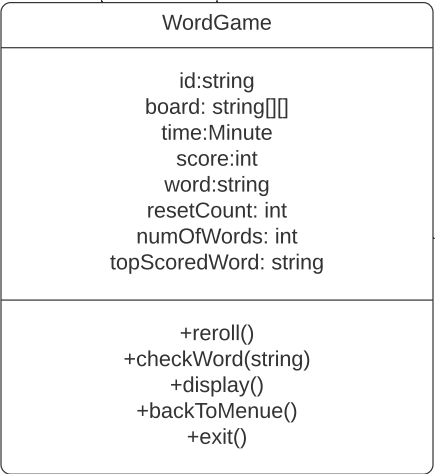 WordGame
id:string
board: string[][]
time:Minute
score:int
word:string
resetCount: int
numOfWords: int
topScoredWord: string
+reroll()
+checkWord(string)
+display()
+backToMenue()
+exit()